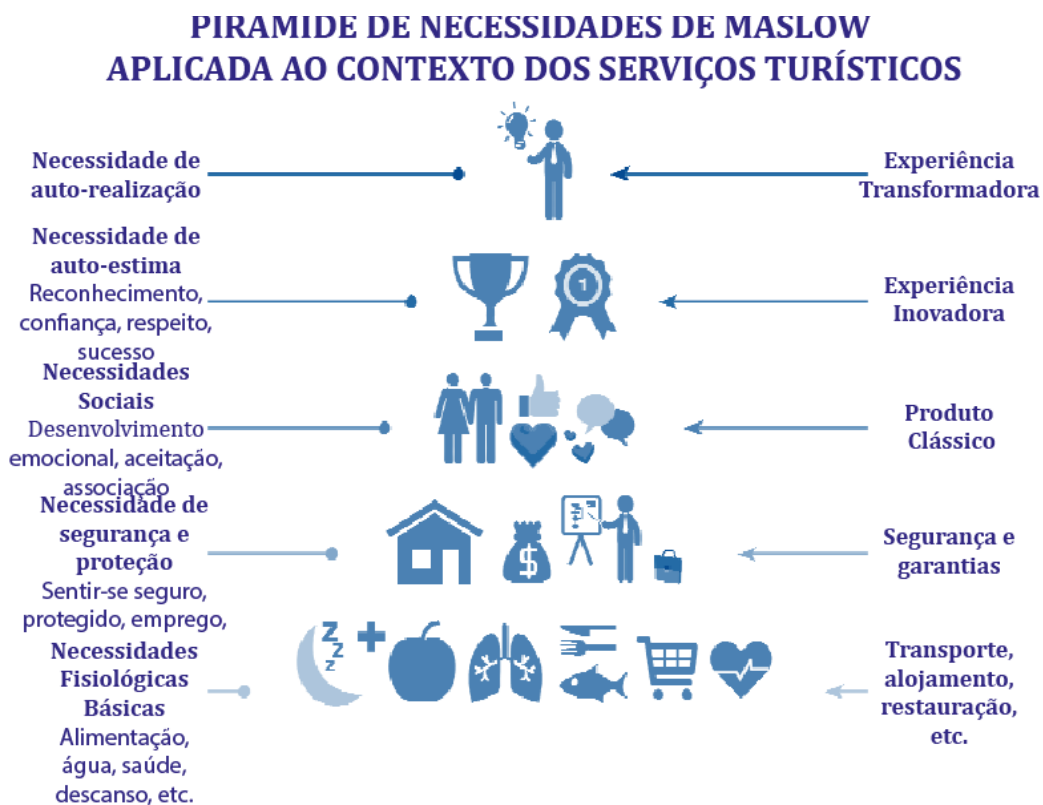 PIRAMIDE DE NECESSIDADES DE MASLOW
APLICADA AO CONTEXTO DOS SERVIÇOS TURÍSTICOS
Necessidade de
auto-realização
Experiência
Transformadora
Necessidade de
auto-estima
Reconhecimento,
confiança, respeito,
sucesso
Experiência
Inovadora
1
Necessidades
Sociais
Desenvolvimento
emocional, aceitação,
associação
Produto
Clássico
Necessidade de
segurança e
proteção
Sentir-se seguro,
protegido, emprego,
$
Segurança e
garantias
Necessidades
Fisiológicas
Básicas
Alimentação,
água, saúde,
descanso, etc.
Z
Z
Z
Transporte,
alojamento,
restauração,
etc.